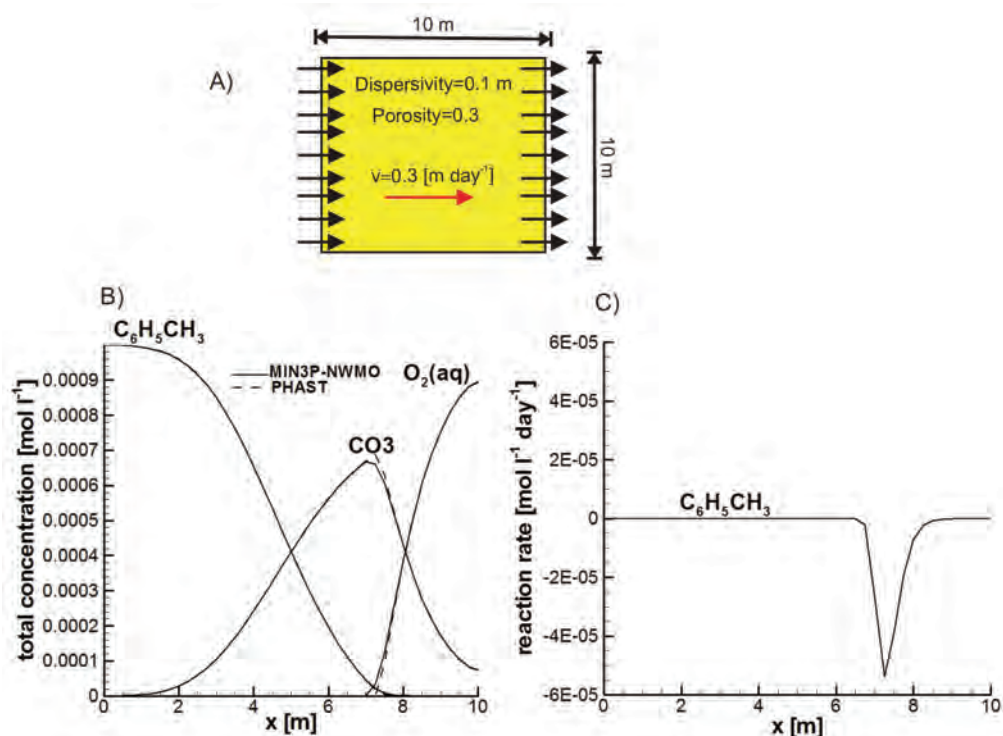 10 m
A)
Dispersivity=0.1 m
Porosity=0.3
v=0.3 [m day⁻¹]
10 m
B)
C₆H₅CH₃
MIN3P-NWMO
PHAST
O₂(aq)
CO3
total concentration [mol l⁻¹]
0.0009
0.0008
0.0007
0.0006
0.0005
0.0004
0.0003
0.0002
0.0001
0
0 2 4 6 8 10
x [m]
C)
C₆H₅CH₃
reaction rate [mol l⁻¹ day⁻¹]
6E-05
4E-05
2E-05
0
-2E-05
-4E-05
-6E-05
0 2 4 6 8 10
x [m]